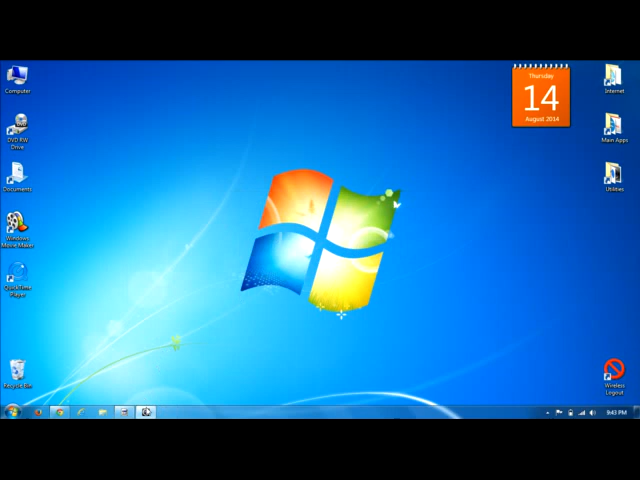 Computer
DVD RW
Drive
Documents
Windows
Movie Maker
QuickTime
Player
Recycle Bin
Thursday
14
August 2014
Internet
Main Apps
Utilities
Wireless
Logout
9:43 PM